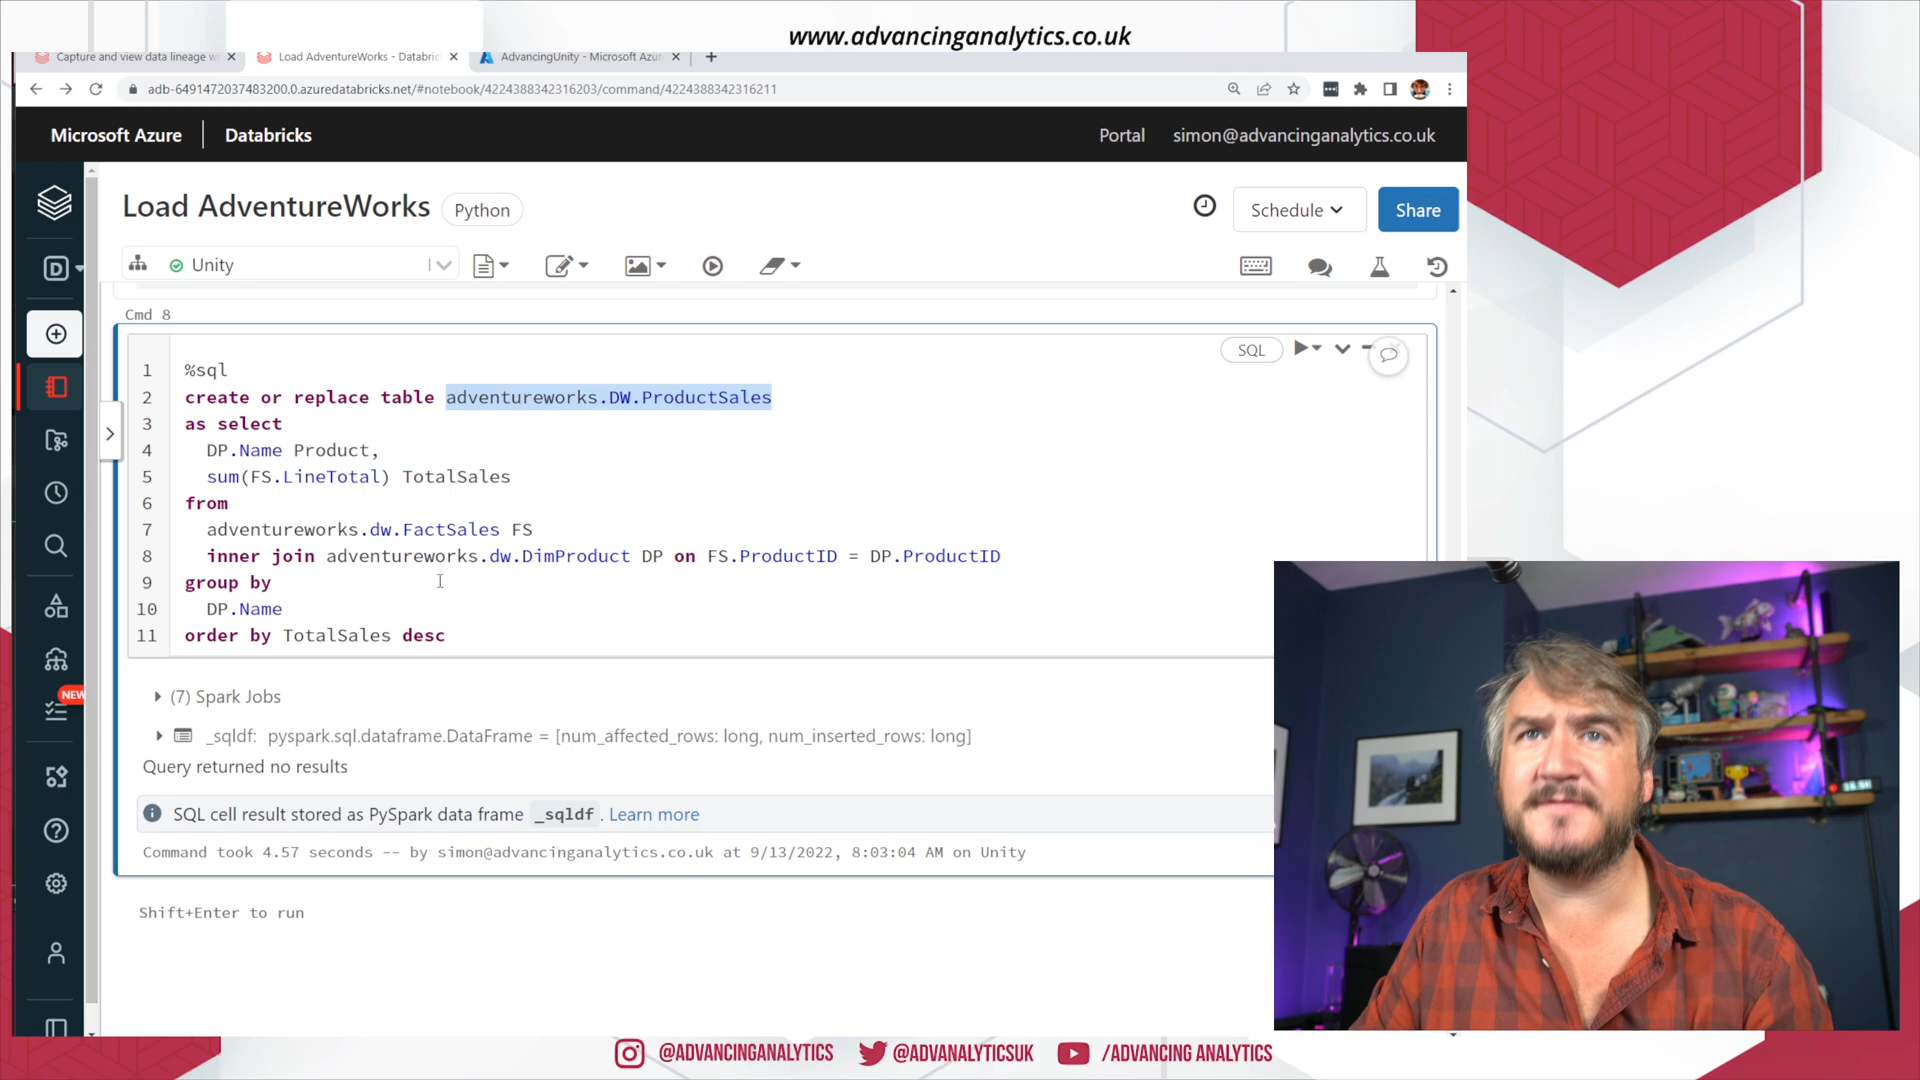 www.advancinganalytics.co.uk
Capture and view data lineage w
Load AdventureWorks - Databric
AdvancingUnity - Microsoft Azur
adb-6491472037483200.0.azuredatabricks.net/#notebook/4224388342316203/command/4224388342316211
Microsoft Azure
Databricks
Portal
simon@advancinganalytics.co.uk
Load AdventureWorks
Python
Schedule
Share
D
Unity
Cmd 8
SQL
1 %sql
2 create or replace table adventureworks.DW.ProductSales
3 as select
4 DP.Name Product,
5 sum(FS.LineTotal) TotalSales
6 from
7 adventureworks.dw.FactSales FS
8 inner join adventureworks.dw.DimProduct DP on FS.ProductID = DP.ProductID
9 group by
10 DP.Name
11 order by TotalSales desc
NEW
(7) Spark Jobs
_sqldf: pyspark.sql.dataframe.DataFrame = [num_affected_rows: long, num_inserted_rows: long]
Query returned no results
SQL cell result stored as PySpark data frame _sqldf. Learn more
Command took 4.57 seconds -- by simon@advancinganalytics.co.uk at 9/13/2022, 8:03:04 AM on Unity
Shift+Enter to run
@ADVANCINGANALYTICS
@ADVANALYTICSUK
/ADVANCING ANALYTICS